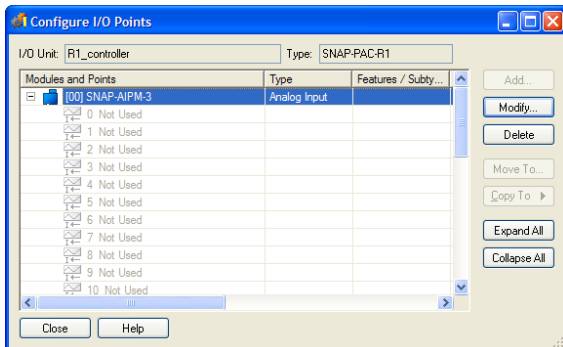 Configure I/O Points
I/O Unit: R1_controller Type: SNAP-PAC-R1
Modules and Points Type Features / Subty...
[00] SNAP-AIPM-3 Analog Input
0 Not Used
1 Not Used
2 Not Used
3 Not Used
4 Not Used
5 Not Used
6 Not Used
7 Not Used
8 Not Used
9 Not Used
10 Not Used
Add...
Modify...
Delete
Move To...
Copy To
Expand All
Collapse All
Close Help